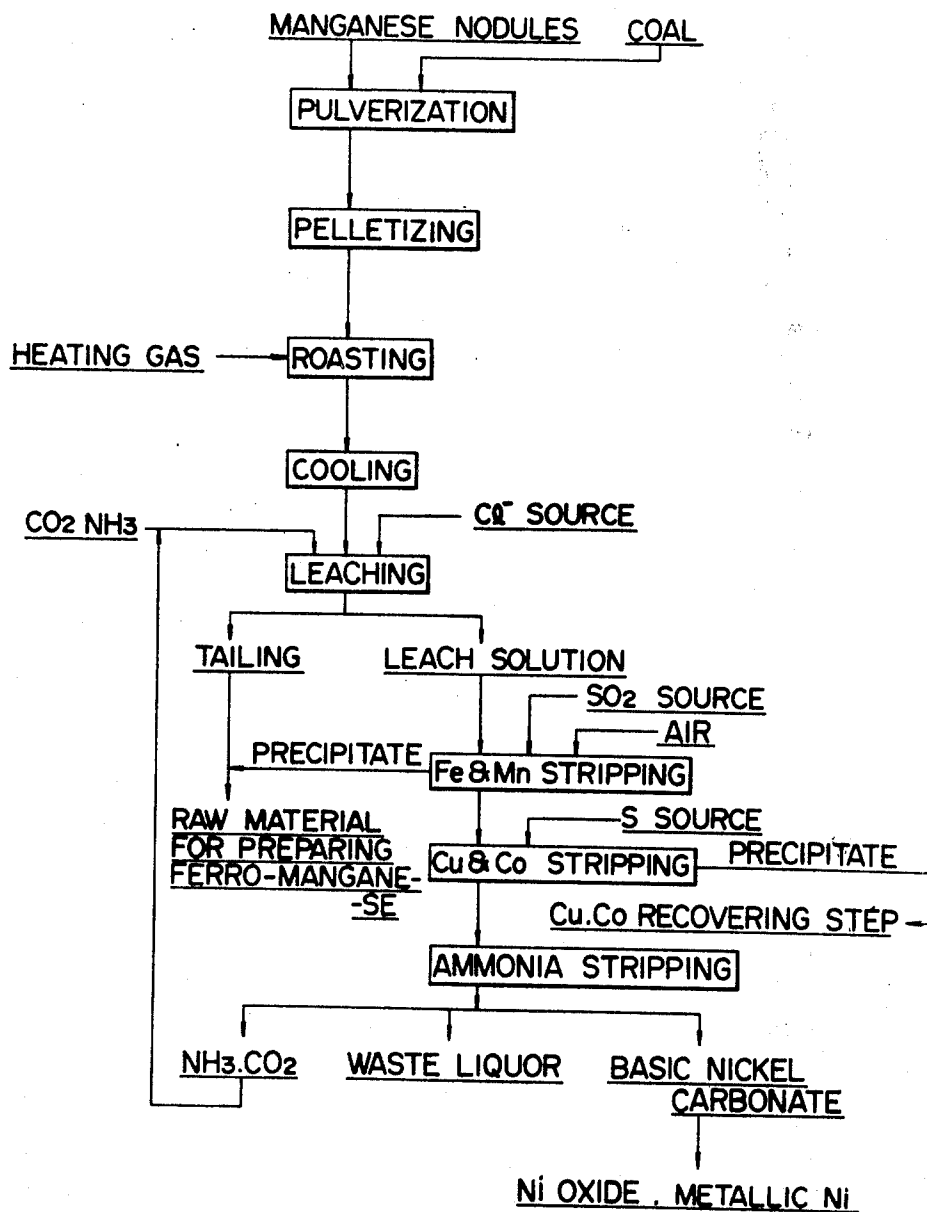 MANGANESE NODULES COAL
PULVERIZATION
PELLETIZING
HEATING GAS ROASTING
COOLING
CO2 NH3 Cl⁻ SOURCE
LEACHING
TAILING LEACH SOLUTION
SO2 SOURCE
AIR
PRECIPITATE Fe&Mn STRIPPING
S SOURCE
RAW MATERIAL
FOR PREPARING
FERRO-MANGANE-
-SE
Cu&Co STRIPPING PRECIPITATE
Cu.Co RECOVERING STEP
AMMONIA STRIPPING
NH3.CO2 WASTE LIQUOR BASIC NICKEL
CARBONATE
Ni OXIDE . METALLIC Ni